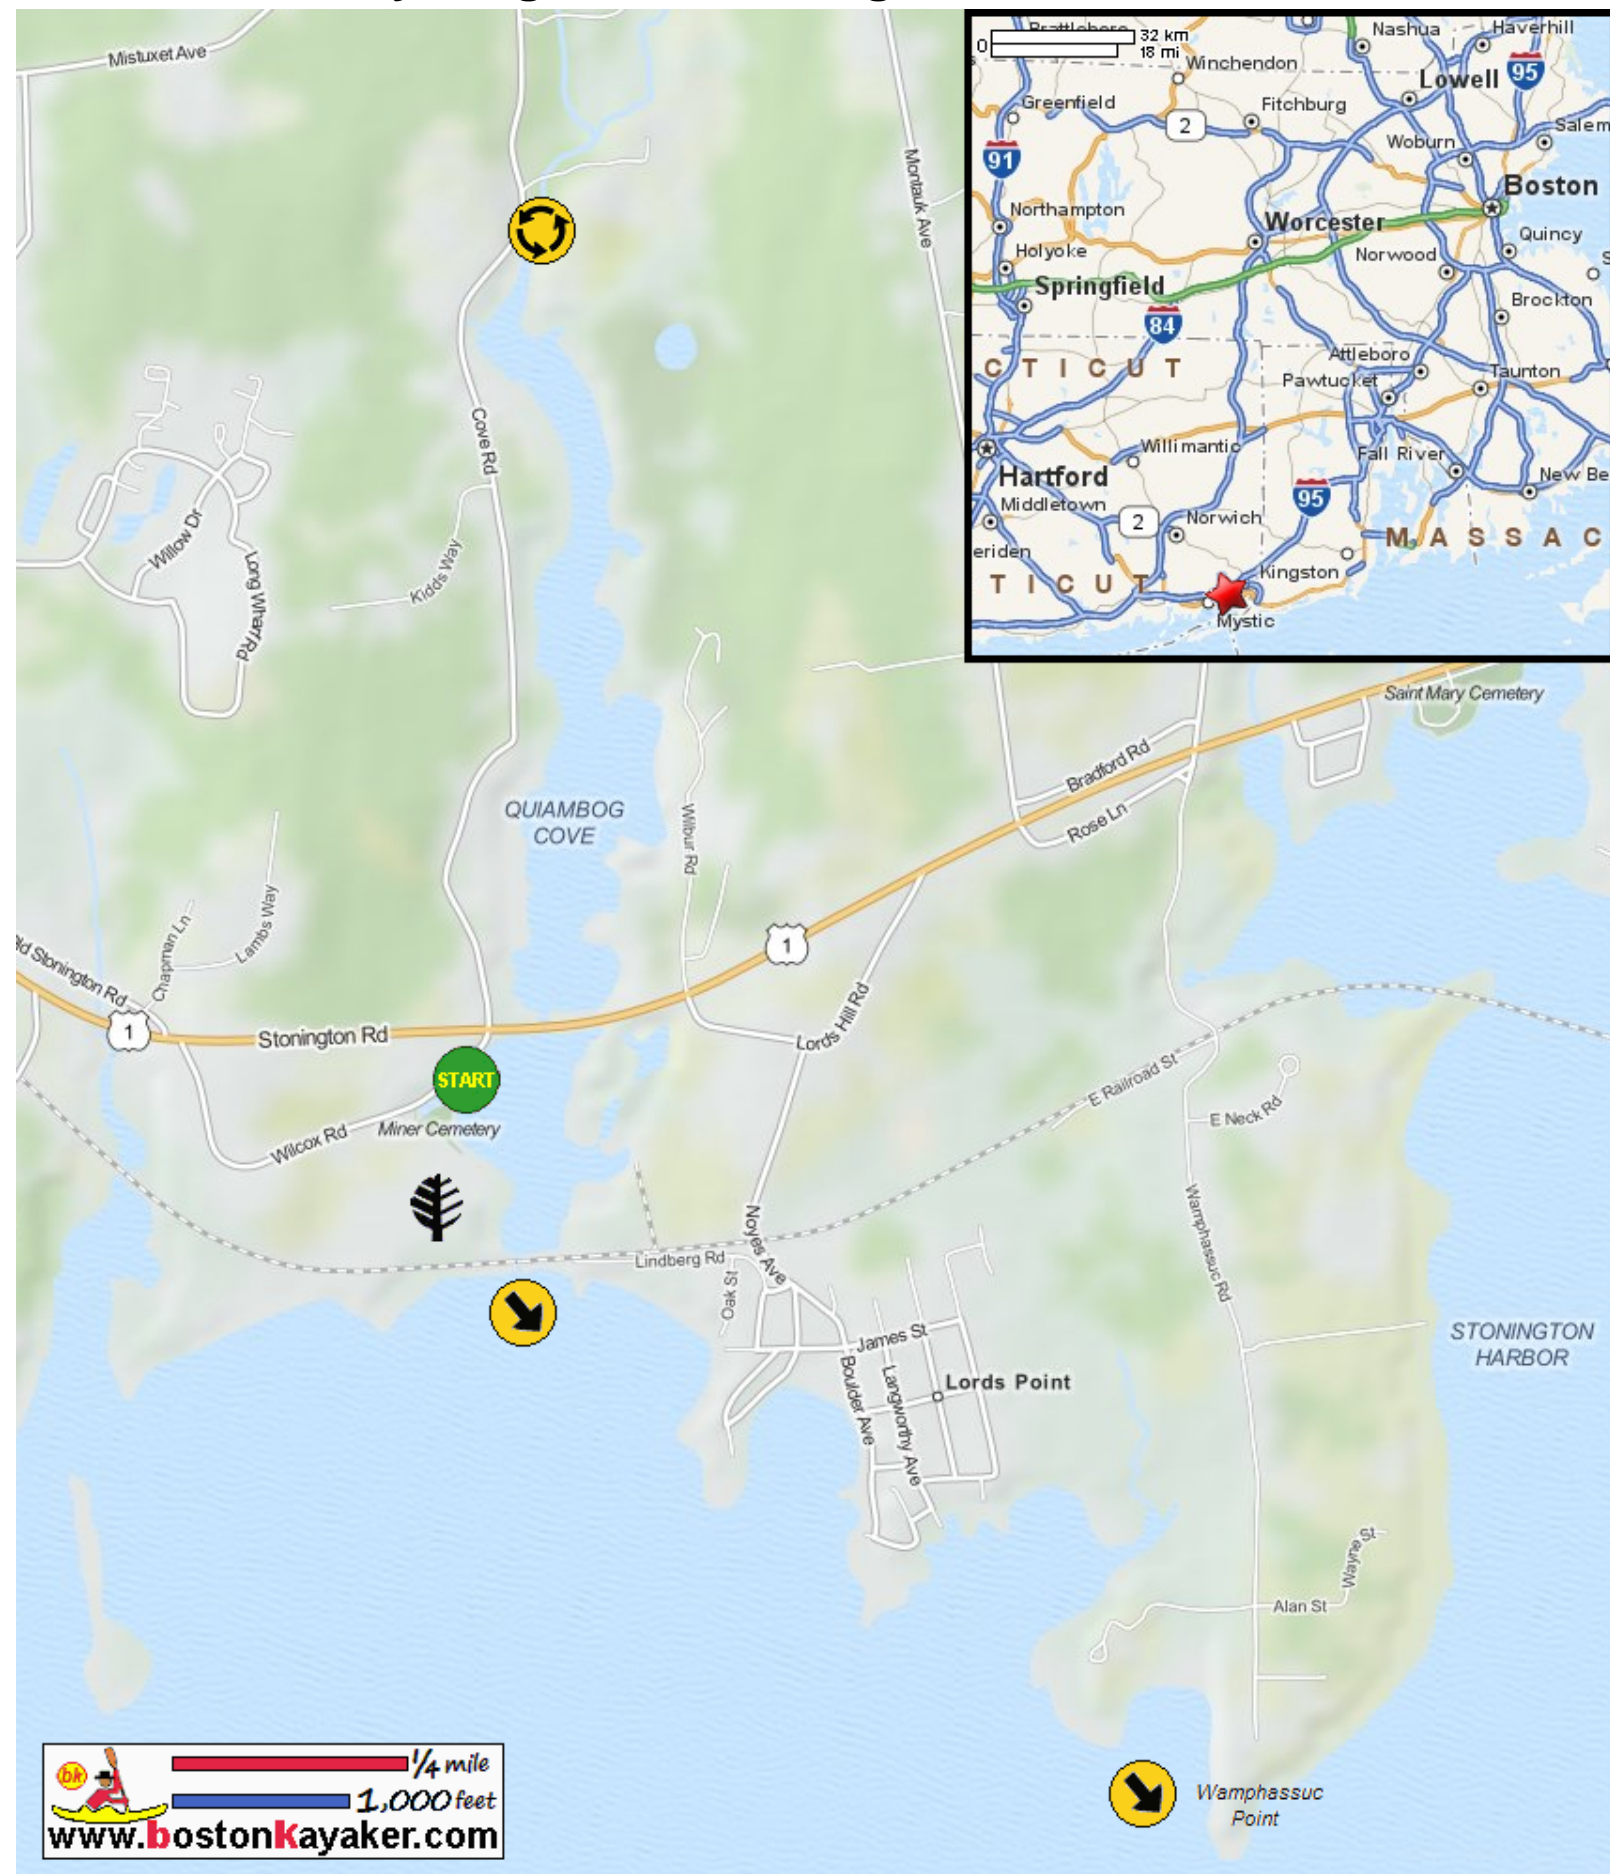 Mistuxet Ave
Montauk Ave
Cove Rd
Willow Dr
Long Wharf Rd
Kidds Way
0
32 km
18 mi
Brattleboro
Nashua
Haverhill
Winchendon
Lowell
95
Greenfield
Fitchburg
2
Salem
Woburn
91
Boston
Northampton
Worcester
Quincy
Holyoke
Norwood
Springfield
Brockton
84
Attleboro
CTICUT
Taunton
Pawtucket
Willimantic
Fall River
Hartford
95
New Be
Middletown
2
Norwich
MASSAC
eriden
Kingston
TICUT
Mystic
Saint Mary Cemetery
Bradford Rd
Rose Ln
QUIAMBOG
COVE
Wilbur Rd
Lambs Way
Chapman Ln
ld Stonington Rd
1
1
Stonington Rd
Lords Hill Rd
START
E Railroad St
E Neck Rd
Miner Cemetery
Wilcox Rd
Wamphassuc Rd
Noyes Ave
Lindberg Rd
Oak St
James St
STONINGTON
HARBOR
Boulder Ave
Langworthy Ave
Lords Point
Wayne St
Alan St
Wamphassuc
Point
bk
1/4 mile
1,000 feet
www.bostonkayaker.com